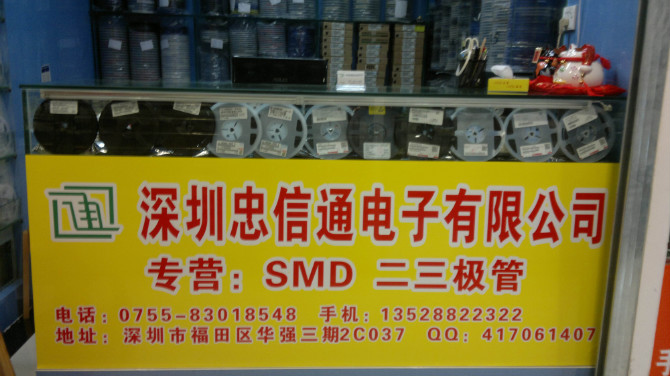 深圳忠信通电子有限公司
专营：SMD 二三极管
电话：0755-83018548 手机：13528822322
地址：深圳市福田区华强三期2C037 QQ：417061407